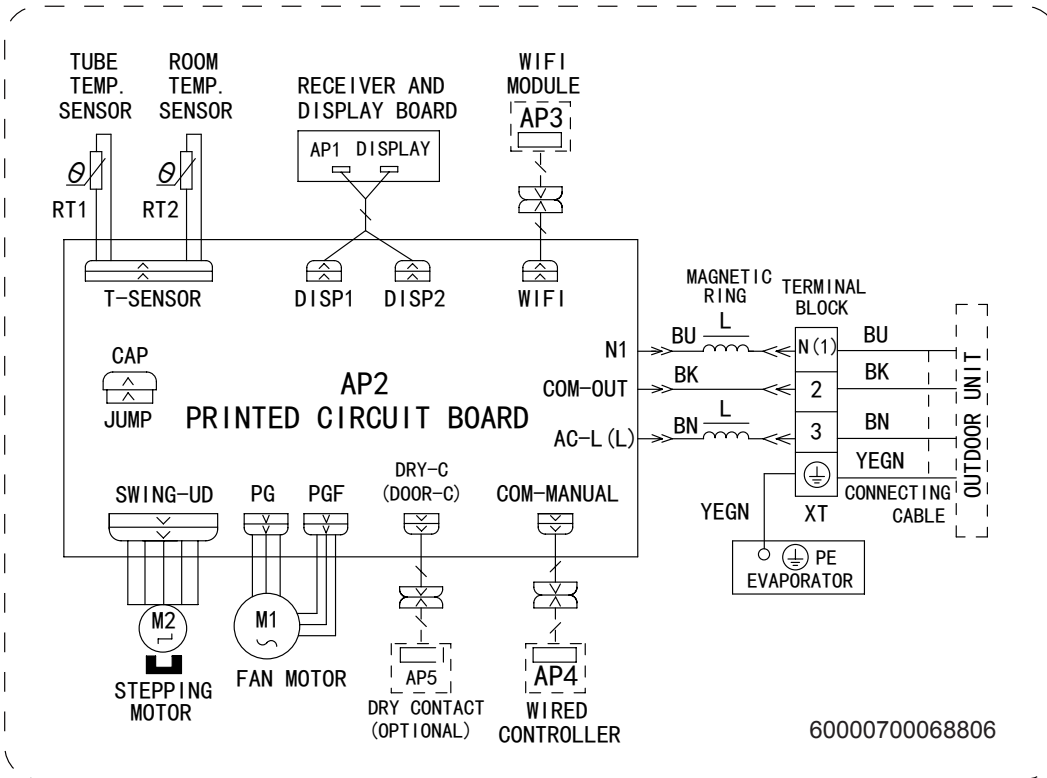 TUBE
TEMP.
SENSOR
ROOM
TEMP.
SENSOR
RECEIVER AND
DISPLAY BOARD
AP1 DISPLAY
WIFI
MODULE
AP3
θ
RT1
θ
RT2
T-SENSOR
DISP1
DISP2
WIFI
MAGNETIC
RING
TERMINAL
BLOCK
CAP
JUMP
AP2
PRINTED CIRCUIT BOARD
N1
BU
L
N(1)
BU
COM-OUT
BK
2
BK
AC-L(L)
BN
L
3
BN
YEGN
YEGN
XT
CONNECTING
CABLE
OUTDOOR UNIT
PE
EVAPORATOR
SWING-UD
PG
PGF
DRY-C
(DOOR-C)
COM-MANUAL
M2
STEPPING
MOTOR
M1
FAN MOTOR
AP5
DRY CONTACT
(OPTIONAL)
AP4
WIRED
CONTROLLER
60000700068806